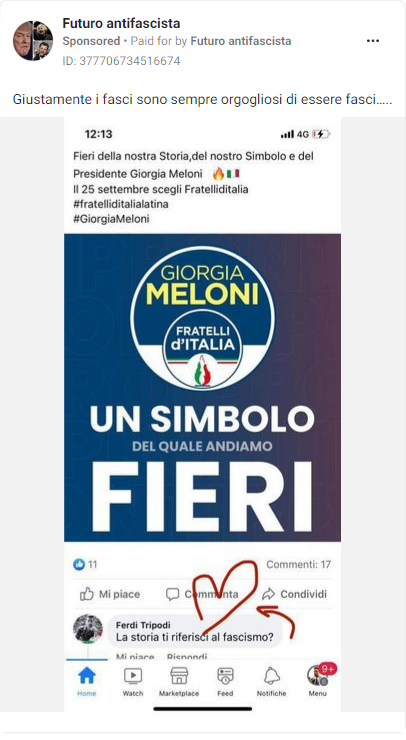 Futuro antifascista
Sponsored • Paid for by Futuro antifascista
ID: 377706734516674
Giustamente i fasci sono sempre orgogliosi di essere fasci.....
12:13
4G
Fieri della nostra Storia,del nostro Simbolo e del
Presidente Giorgia Meloni 🔥🇮🇹
Il 25 settembre scegli Fratelliditalia
#fratelliditalialatina
#GiorgiaMeloni
GIORGIA
MELONI
FRATELLI
d'ITALIA
UN SIMBOLO
DEL QUALE ANDIAMO
FIERI
11
Commenti: 17
Mi piace
Commenta
Condividi
Ferdi Tripodi
La storia ti riferisci al fascismo?
Mi piace Rispondi
Home
Watch
Marketplace
Feed
Notifiche
9+
Menu